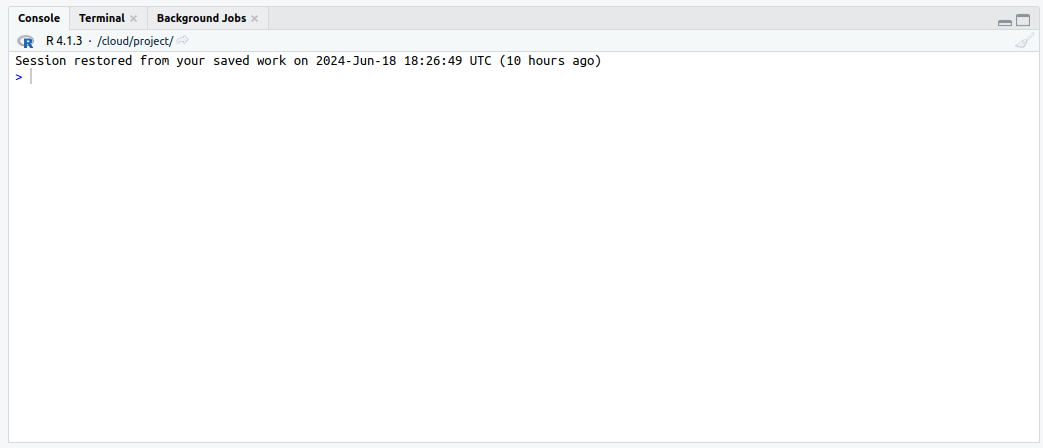 Console Terminal Background Jobs
R 4.1.3 · /cloud/project/
Session restored from your saved work on 2024-Jun-18 18:26:49 UTC (10 hours ago)
>